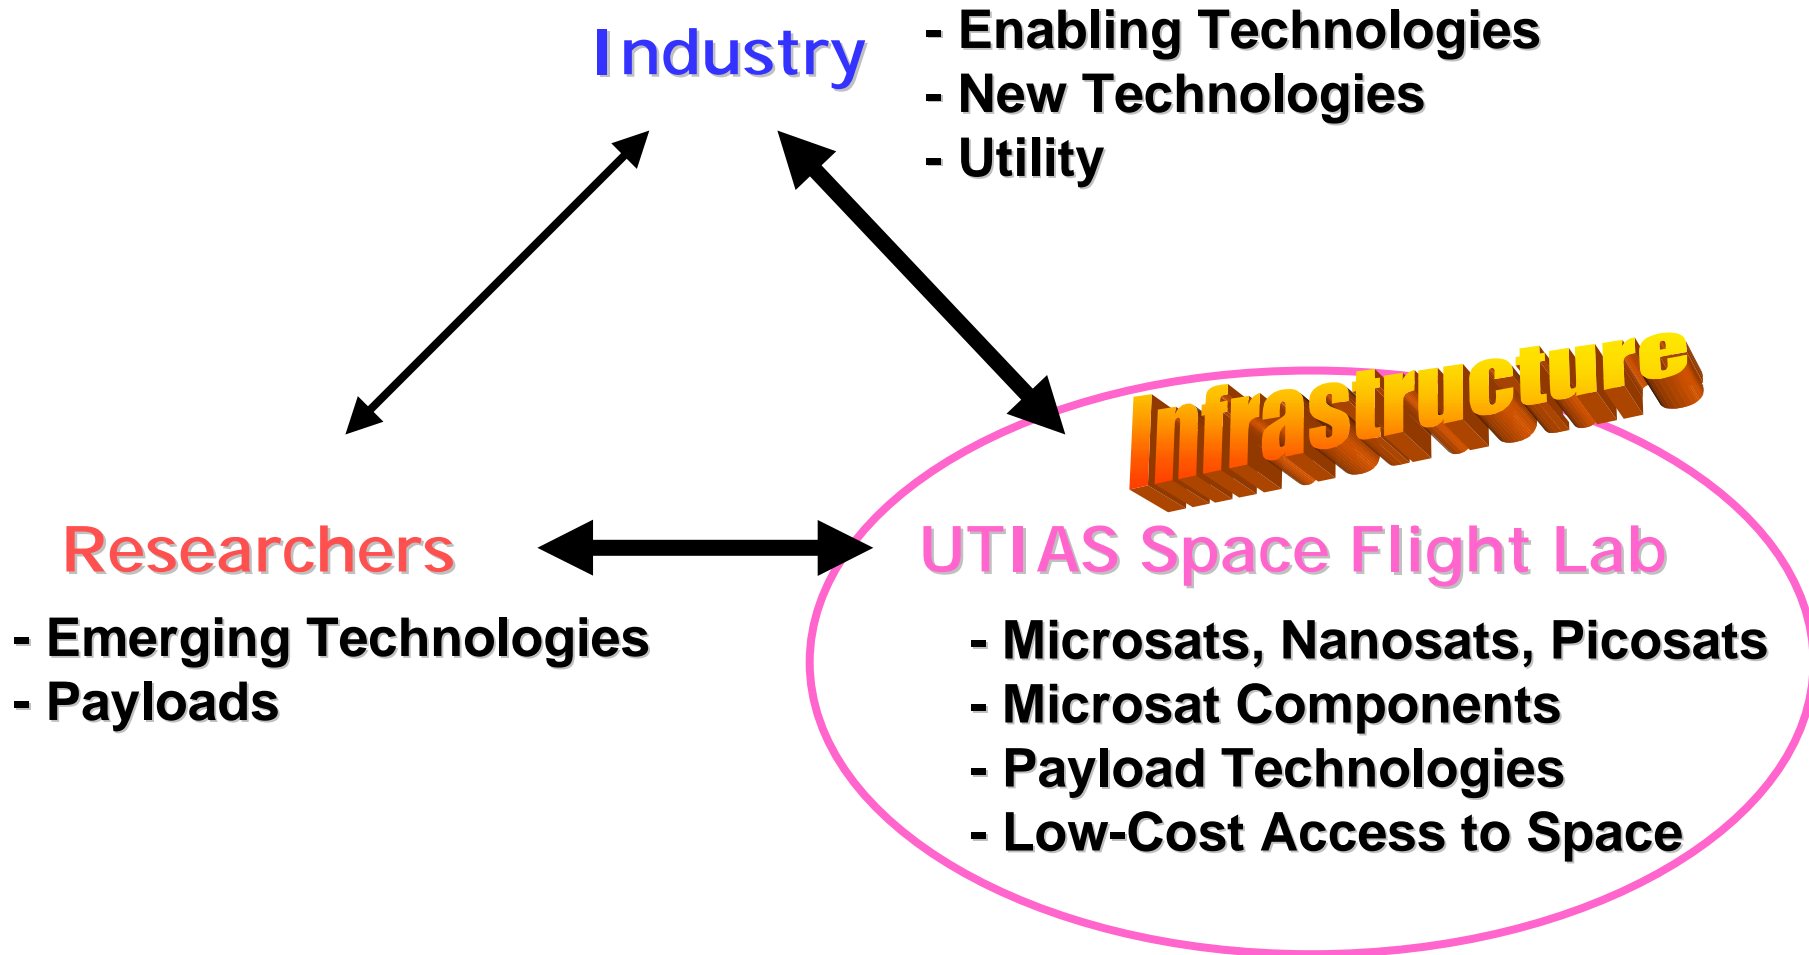 Industry
- Enabling Technologies
- New Technologies
- Utility
Infrastructure
Researchers
- Emerging Technologies
- Payloads
UTIAS Space Flight Lab
- Microsats, Nanosats, Picosats
- Microsat Components
- Payload Technologies
- Low-Cost Access to Space